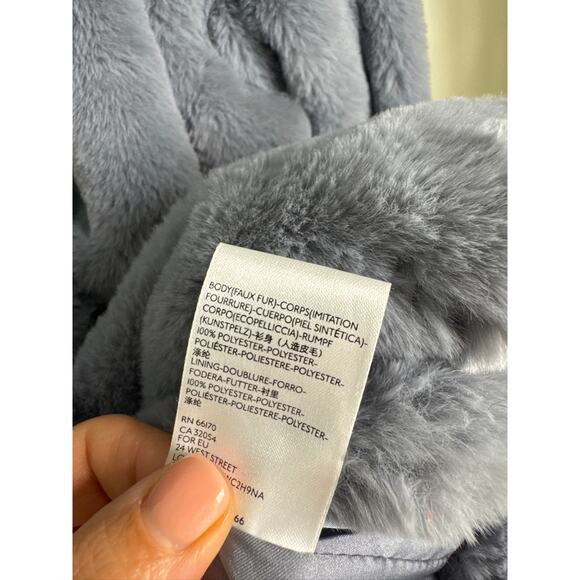 BODY(FAUX FUR)-CORPS(IMITATION
FOURRURE)-CUERPO(PIEL SINTÉTICA)-
CORPO(ECOPELLICCIA)-RUMPF
(KUNSTPELZ)-衫身（人造皮毛）
100% POLYESTER-POLYESTER-
POLIÉSTER-POLIESTERE-POLYESTER-
涤纶
LINING-DOUBLURE-FORRO-
FODERA-FUTTER-衬里
100% POLYESTER-POLYESTER-
POLIÉSTER-POLIESTERE-POLYESTER-
涤纶
RN 66170
CA 32054
FOR EU
24 WEST STREET
WC2H9NA
66